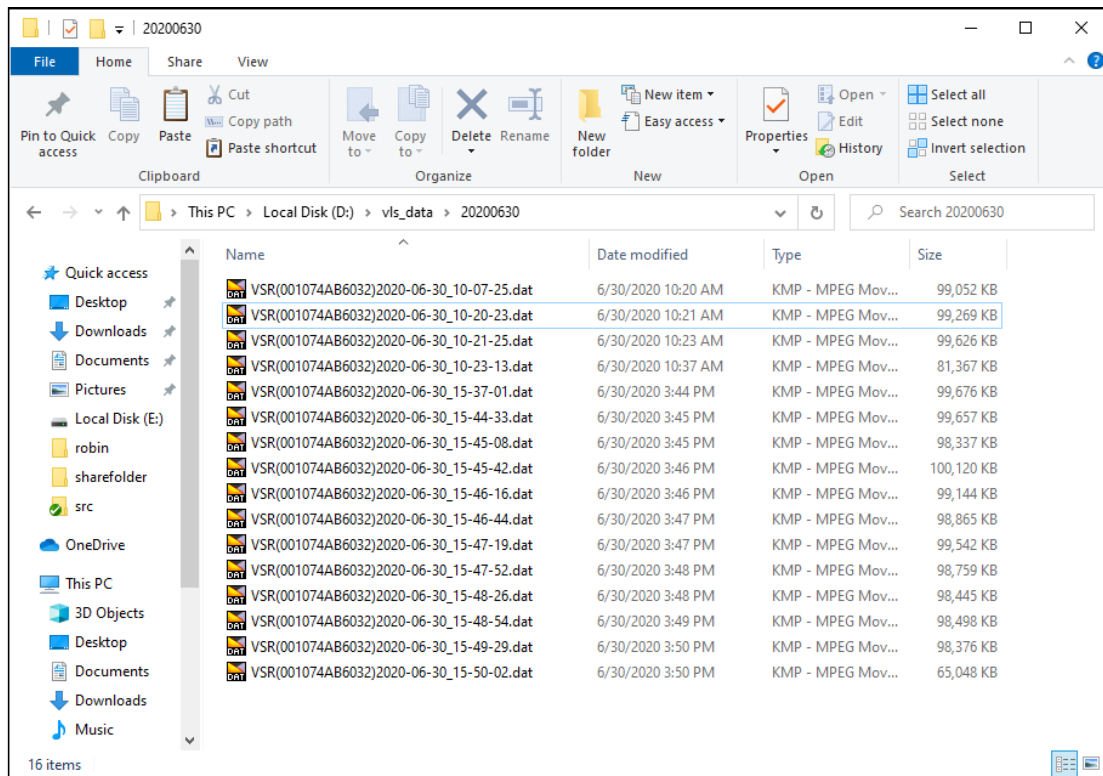 20200630
File Home Share View
Pin to Quick access
Copy
Paste
Cut
Copy path
Paste shortcut
Clipboard
Move to
Copy to
Delete
Rename
Organize
New folder
New item
Easy access
New
Properties
Open
Edit
History
Open
Select all
Select none
Invert selection
Select
This PC > Local Disk (D:) > vls_data > 20200630
Search 20200630
Quick access
Desktop
Downloads
Documents
Pictures
Local Disk (E:)
robin
sharefolder
src
OneDrive
This PC
3D Objects
Desktop
Documents
Downloads
Music
Name Date modified Type Size
VSR(001074AB6032)2020-06-30_10-07-25.dat 6/30/2020 10:20 AM KMP - MPEG Mov... 99,052 KB
VSR(001074AB6032)2020-06-30_10-20-23.dat 6/30/2020 10:21 AM KMP - MPEG Mov... 99,269 KB
VSR(001074AB6032)2020-06-30_10-21-25.dat 6/30/2020 10:23 AM KMP - MPEG Mov... 99,626 KB
VSR(001074AB6032)2020-06-30_10-23-13.dat 6/30/2020 10:37 AM KMP - MPEG Mov... 81,367 KB
VSR(001074AB6032)2020-06-30_15-37-01.dat 6/30/2020 3:44 PM KMP - MPEG Mov... 99,676 KB
VSR(001074AB6032)2020-06-30_15-44-33.dat 6/30/2020 3:45 PM KMP - MPEG Mov... 99,657 KB
VSR(001074AB6032)2020-06-30_15-45-08.dat 6/30/2020 3:45 PM KMP - MPEG Mov... 98,337 KB
VSR(001074AB6032)2020-06-30_15-45-42.dat 6/30/2020 3:46 PM KMP - MPEG Mov... 100,120 KB
VSR(001074AB6032)2020-06-30_15-46-16.dat 6/30/2020 3:46 PM KMP - MPEG Mov... 99,144 KB
VSR(001074AB6032)2020-06-30_15-46-44.dat 6/30/2020 3:47 PM KMP - MPEG Mov... 98,865 KB
VSR(001074AB6032)2020-06-30_15-47-19.dat 6/30/2020 3:47 PM KMP - MPEG Mov... 99,542 KB
VSR(001074AB6032)2020-06-30_15-47-52.dat 6/30/2020 3:48 PM KMP - MPEG Mov... 98,759 KB
VSR(001074AB6032)2020-06-30_15-48-26.dat 6/30/2020 3:48 PM KMP - MPEG Mov... 98,445 KB
VSR(001074AB6032)2020-06-30_15-48-54.dat 6/30/2020 3:49 PM KMP - MPEG Mov... 98,498 KB
VSR(001074AB6032)2020-06-30_15-49-29.dat 6/30/2020 3:50 PM KMP - MPEG Mov... 98,376 KB
VSR(001074AB6032)2020-06-30_15-50-02.dat 6/30/2020 3:50 PM KMP - MPEG Mov... 65,048 KB
16 items